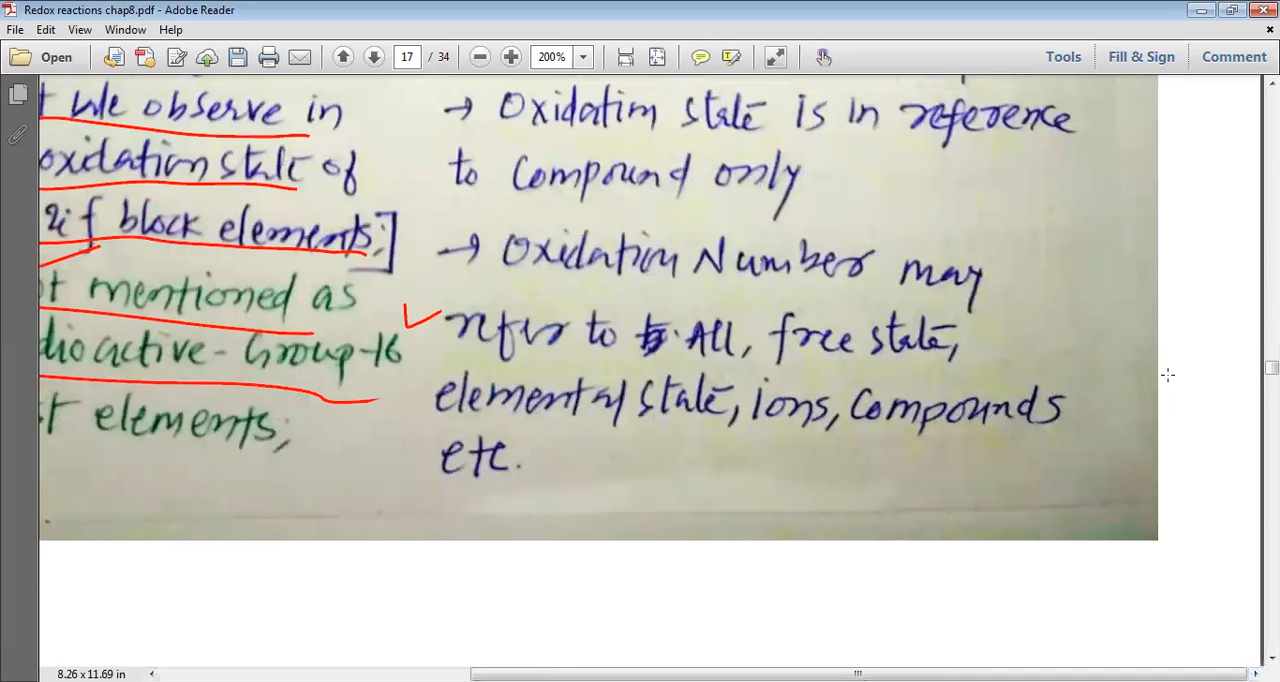 Redox reactions chap8.pdf - Adobe Reader
File Edit View Window Help
Open 17 / 34 200% Tools Fill & Sign Comment
t We observe in
oxidation state of
if block elements;]
t mentioned as
dioactive - Group-16
t elements;
→ Oxidation state is in reference
to Compound only
→ Oxidation Number may
refer to All, free state,
elemental state, ions, Compounds
etc.
8.26 x 11.69 in